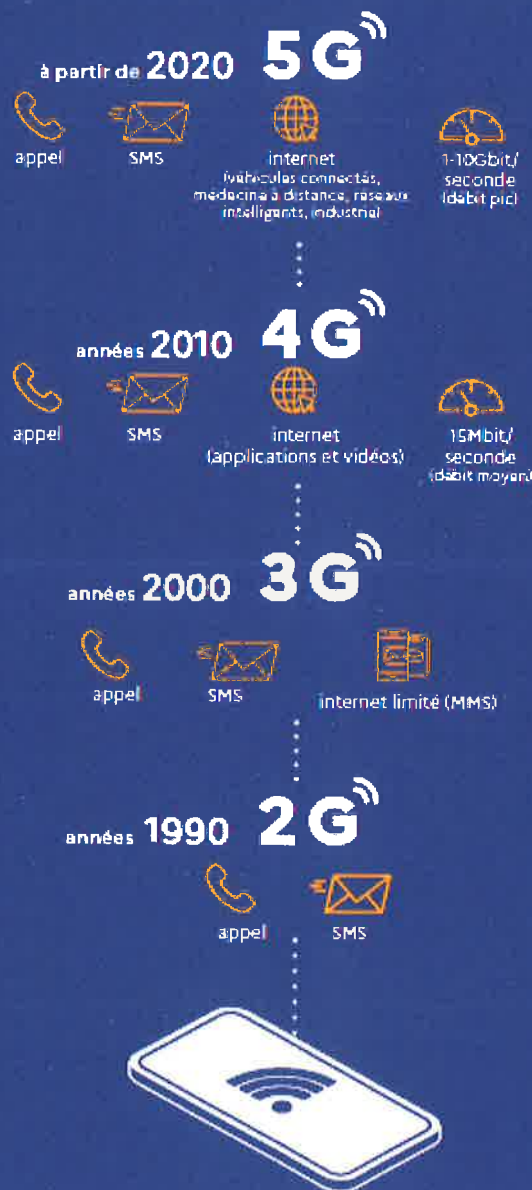 à partir de 2020 5G
appel
SMS
internet
(véhicules connectés,
médecine à distance, réseaux
intelligents, industrie)
1-10Gbit/
seconde
(débit pic)
années 2010 4G
appel
SMS
internet
(applications et vidéos)
15Mbit/
seconde
(débit moyen)
années 2000 3G
appel
SMS
internet limité (MMS)
années 1990 2G
appel
SMS